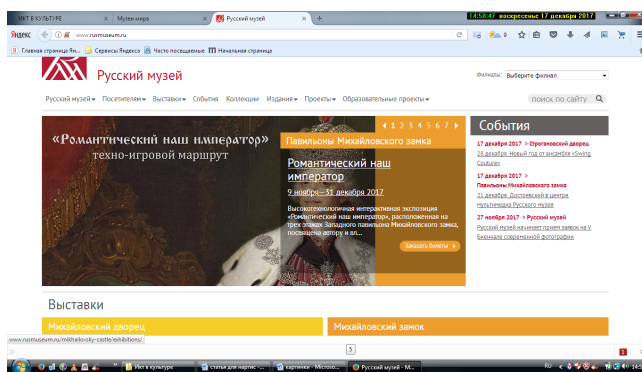 ИКТ В КУЛЬТУРЕ
Музеи мира
Русский музей
14:58:47 воскресенье 17 декабря 2017
Яндекс
www.rusmuseum.ru
Главная страница Ян...
Сервисы Яндекса
Часто посещаемые
Начальная страница
Русский музей
Филиалы:
Выберите филиал
Русский музей
Посетителям
Выставки
События
Коллекции
Издания
Проекты
Образовательные проекты
поиск по сайту
1 2 3 4 5 6 7
События
«Романтический наш император»
техно-игровой маршрут
Павильоны Михайловского замка
Романтический наш
император
9 ноября—31 декабря 2017
Высокотехнологичная интерактивная экспозиция
«Романтический наш император», расположенная на
трех этажах Западного павильона Михайловского замка,
посвящена автору и вл...
Заказать билеты
17 декабря 2017 > Строгановский дворец
28 декабря. Новый год от ансамбля «Swing
Couture»
17 декабря 2017 >
Павильоны Михайловского замка
21 декабря. Достоевский в центре
мультимедиа Русского музея
27 ноября 2017 > Русский музей
Русский музей начинает прием заявок на V
Биеннале современной фотографии
Выставки
Михайловский дворец
Михайловский замок
www.rusmuseum.ru/mikhailovsky-castle/exhibitions/
Икт в культуре
статья для нартис -...
картинки - Microso...
Русский музей - M...
RU